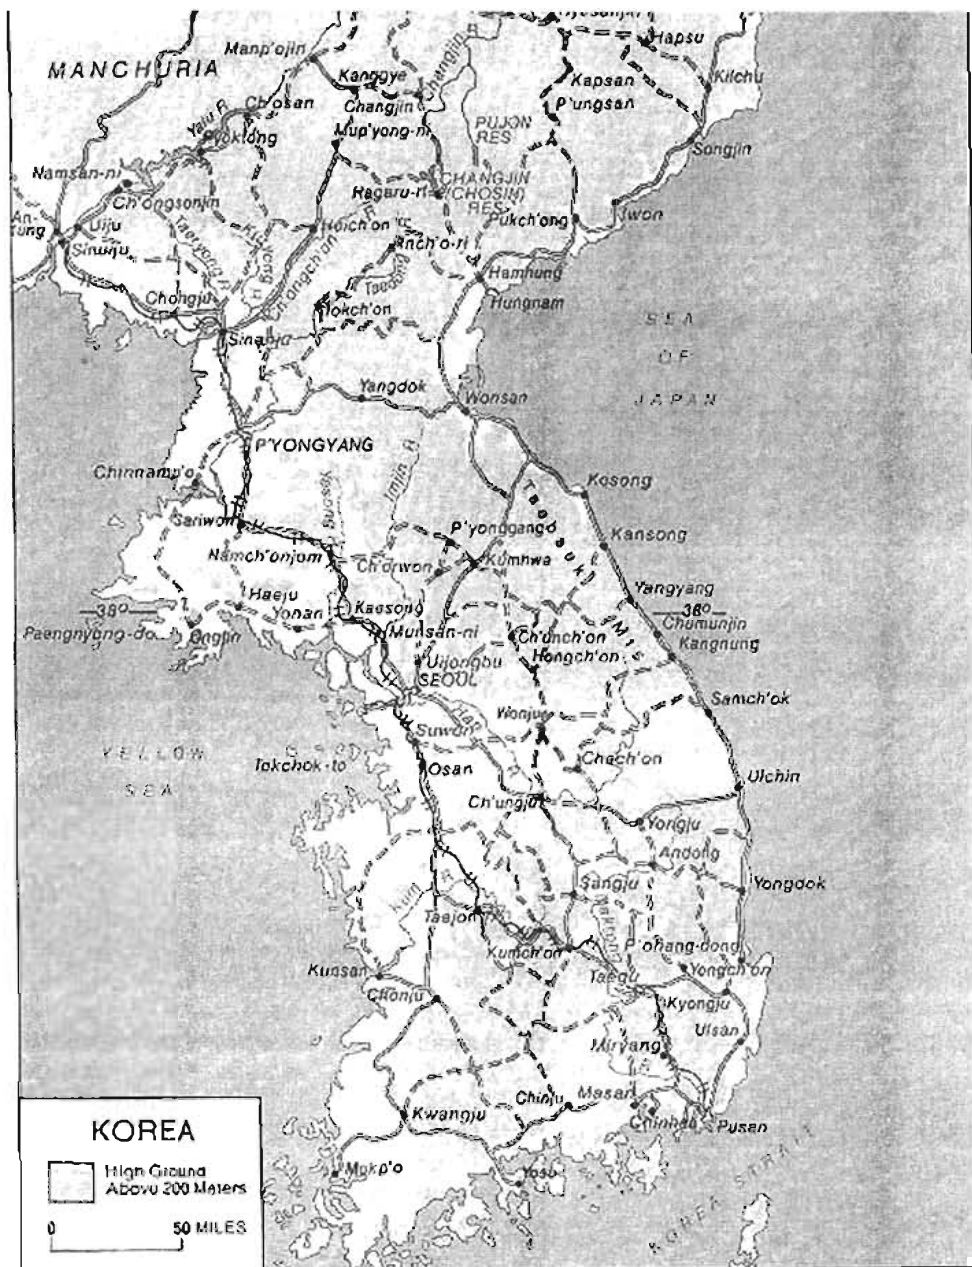 Hapsu
Manp'ojin
MANCHURIA
Kanggye
Kapsan
Kilchu
Ch'osan
Changjin
Changjin R
P'ungsan
Yalu R
Mup'yong-ni
PUJON
RES
Songjin
Namsan-ni
CHANGJIN
(CHOSIN)
RES
Hagaru-ri
Ch'ongsonjin
Iwon
Pukch'ong
An-
tung
Uiju
Taeryong R
Huich'on
Inch'o-ri
Sinuiju
Hamhung
Hungnam
Chongju
Tokch'on
Sinanju
SEA
OF
JAPAN
Yangdok
Wonsan
P'YONGYANG
Chinnamp'o
Imjin R
Kosong
Sariwon
P'yonggang
Taebaek Mts
Kansong
Namch'onjom
Ch'orwon
Kumhwa
Haeju
Yangyang
38°
Yonan
Kaesong
38°
Chumunjin
Paengnyong-do
Ongjin
Munsan-ni
Ch'unch'on
Kangnung
Uijongbu
Hongch'on
SEOUL
Han
Samch'ok
Wonju
Suwon
YELLOW
SEA
Tokchok-to
Osan
Chech'on
Ulchin
Ch'ungju
Yongju
Andong
Sangju
Yongdok
Kum R
Taejon
Naktong
P'ohang-dong
Kumch'on
Kunsan
Taegu
Yongch'on
Chonju
Kyongju
Ulsan
Miryang
Chinju
Masan
KOREA
Kwangju
Chinhae
Pusan
High Ground
Above 200 Meters
Mokp'o
Yosu
KOREA STRAIT
0 50 MILES